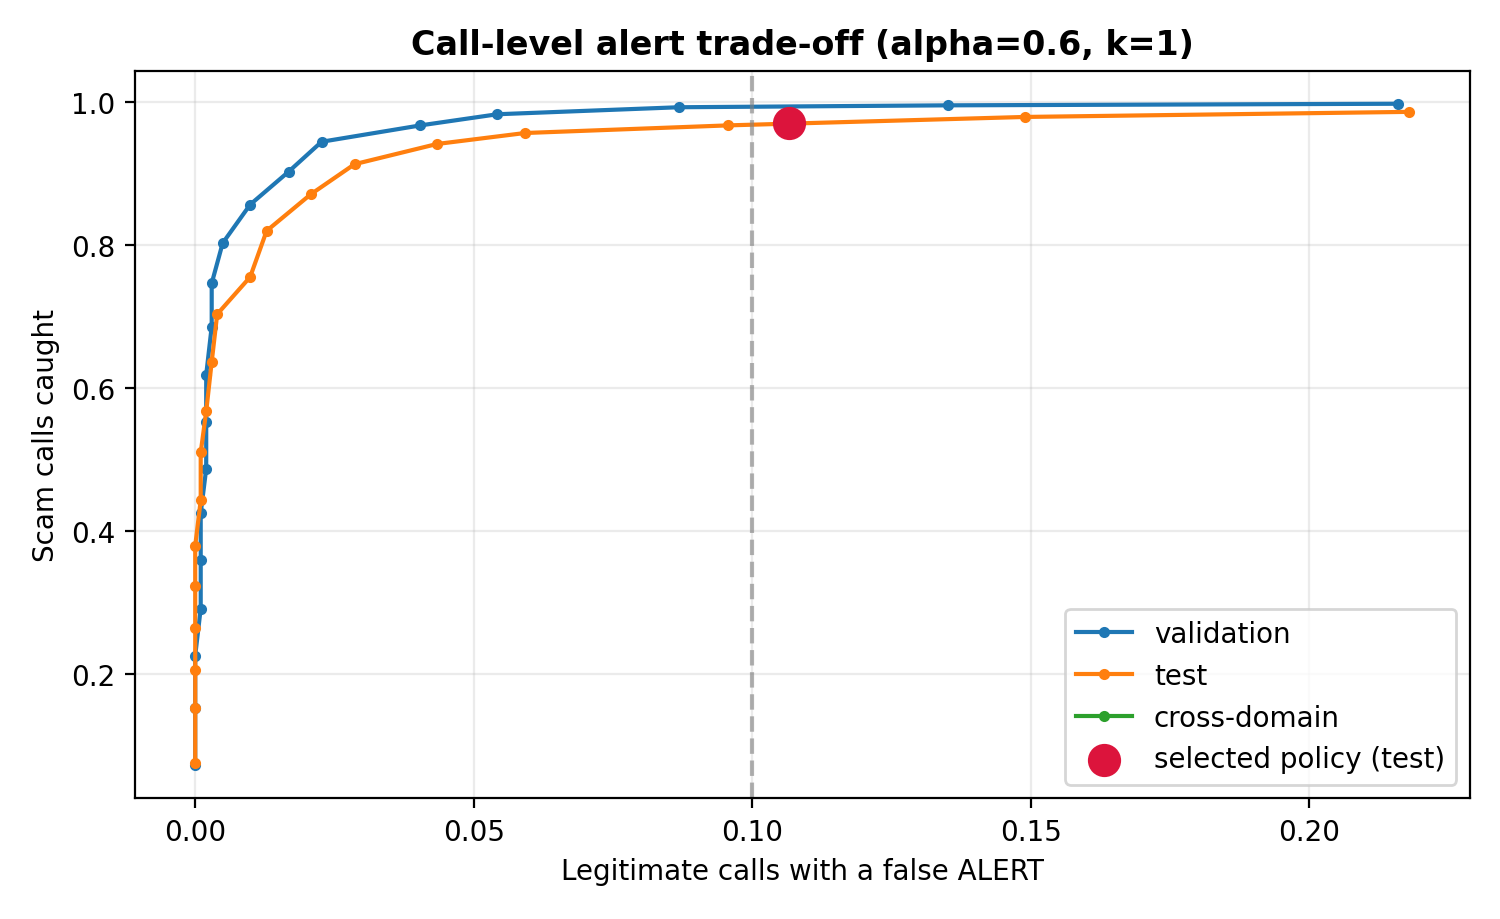 Call-level alert trade-off (alpha=0.6, k=1)
1.0
0.8
0.6
0.4
0.2
Scam calls caught
validation
test
cross-domain
selected policy (test)
0.00 0.05 0.10 0.15 0.20
Legitimate calls with a false ALERT